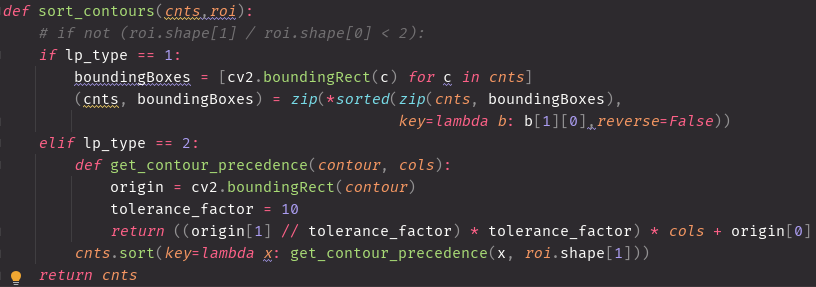 def sort_contours(cnts,roi):
    # if not (roi.shape[1] / roi.shape[0] < 2):
    if lp_type == 1:
        boundingBoxes = [cv2.boundingRect(c) for c in cnts]
        (cnts, boundingBoxes) = zip(*sorted(zip(cnts, boundingBoxes),
                                            key=lambda b: b[1][0],reverse=False))
    elif lp_type == 2:
        def get_contour_precedence(contour, cols):
            origin = cv2.boundingRect(contour)
            tolerance_factor = 10
            return ((origin[1] // tolerance_factor) * tolerance_factor) * cols + origin[0]
        cnts.sort(key=lambda x: get_contour_precedence(x, roi.shape[1]))
    return cnts